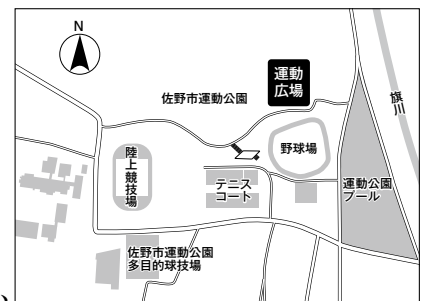 N
運動
広場
佐野市運動公園
旗川
陸上競技場
野球場
テニス
コート
運動公園
プール
佐野市運動公園
多目的球技場
)